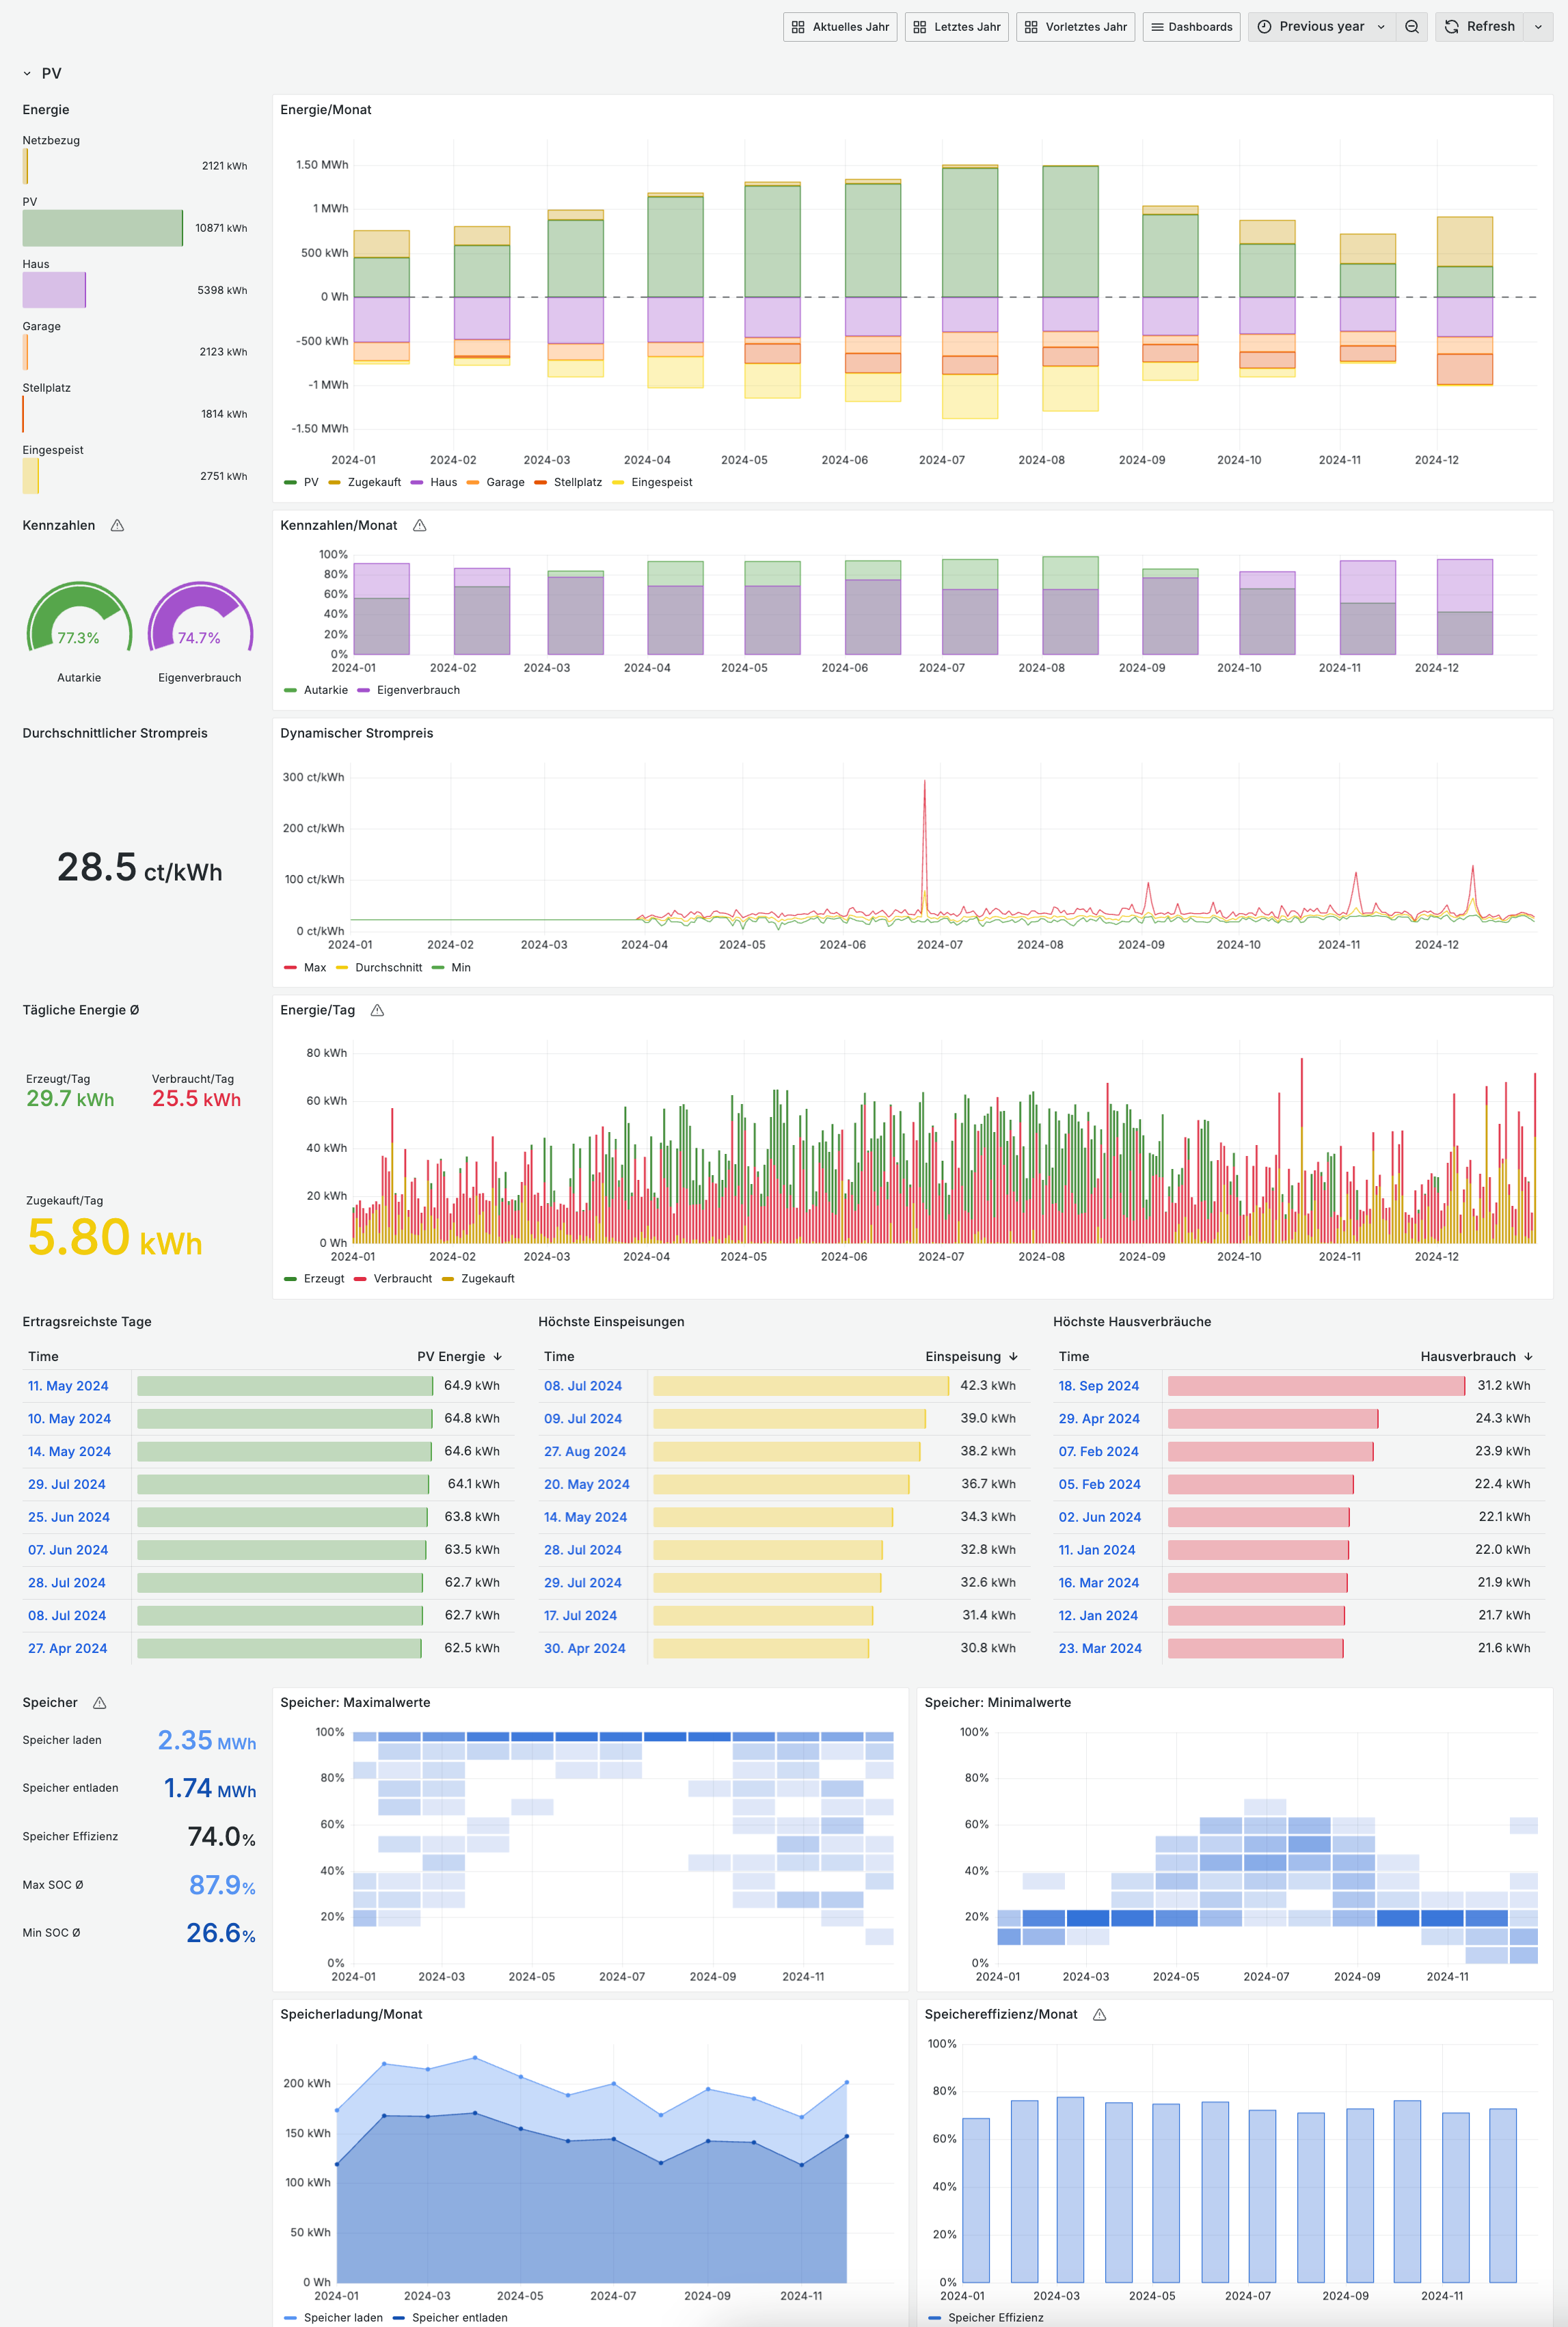 Aktuelles Jahr Letztes Jahr Vorletztes Jahr Dashboards Previous year Refresh
PV
Energie
Netzbezug
2121 kWh
PV
10871 kWh
Haus
5398 kWh
Garage
2123 kWh
Stellplatz
1814 kWh
Eingespeist
2751 kWh
Energie/Monat
1.50 MWh
1 MWh
500 kWh
0 Wh
-500 kWh
-1 MWh
-1.50 MWh
2024-01 2024-02 2024-03 2024-04 2024-05 2024-06 2024-07 2024-08 2024-09 2024-10 2024-11 2024-12
PV Zugekauft Haus Garage Stellplatz Eingespeist
Kennzahlen
77.3% 74.7%
Autarkie Eigenverbrauch
Kennzahlen/Monat
100%
80%
60%
40%
20%
0%
2024-01 2024-02 2024-03 2024-04 2024-05 2024-06 2024-07 2024-08 2024-09 2024-10 2024-11 2024-12
Autarkie Eigenverbrauch
Durchschnittlicher Strompreis
28.5 ct/kWh
Dynamischer Strompreis
300 ct/kWh
200 ct/kWh
100 ct/kWh
0 ct/kWh
2024-01 2024-02 2024-03 2024-04 2024-05 2024-06 2024-07 2024-08 2024-09 2024-10 2024-11 2024-12
Max Durchschnitt Min
Tägliche Energie Ø
Erzeugt/Tag Verbraucht/Tag
29.7 kWh 25.5 kWh
Zugekauft/Tag
5.80 kWh
Energie/Tag
80 kWh
60 kWh
40 kWh
20 kWh
0 Wh
2024-01 2024-02 2024-03 2024-04 2024-05 2024-06 2024-07 2024-08 2024-09 2024-10 2024-11 2024-12
Erzeugt Verbraucht Zugekauft
Ertragsreichste Tage
Time PV Energie
11. May 2024 64.9 kWh
10. May 2024 64.8 kWh
14. May 2024 64.6 kWh
29. Jul 2024 64.1 kWh
25. Jun 2024 63.8 kWh
07. Jun 2024 63.5 kWh
28. Jul 2024 62.7 kWh
08. Jul 2024 62.7 kWh
27. Apr 2024 62.5 kWh
Höchste Einspeisungen
Time Einspeisung
08. Jul 2024 42.3 kWh
09. Jul 2024 39.0 kWh
27. Aug 2024 38.2 kWh
20. May 2024 36.7 kWh
14. May 2024 34.3 kWh
28. Jul 2024 32.8 kWh
29. Jul 2024 32.6 kWh
17. Jul 2024 31.4 kWh
30. Apr 2024 30.8 kWh
Höchste Hausverbräuche
Time Hausverbrauch
18. Sep 2024 31.2 kWh
29. Apr 2024 24.3 kWh
07. Feb 2024 23.9 kWh
05. Feb 2024 22.4 kWh
02. Jun 2024 22.1 kWh
11. Jan 2024 22.0 kWh
16. Mar 2024 21.9 kWh
12. Jan 2024 21.7 kWh
23. Mar 2024 21.6 kWh
Speicher
Speicher laden 2.35 MWh
Speicher entladen 1.74 MWh
Speicher Effizienz 74.0%
Max SOC Ø 87.9%
Min SOC Ø 26.6%
Speicher: Maximalwerte
100%
80%
60%
40%
20%
0%
2024-01 2024-03 2024-05 2024-07 2024-09 2024-11
Speicher: Minimalwerte
100%
80%
60%
40%
20%
0%
2024-01 2024-03 2024-05 2024-07 2024-09 2024-11
Speicherladung/Monat
200 kWh
150 kWh
100 kWh
50 kWh
0 Wh
2024-01 2024-03 2024-05 2024-07 2024-09 2024-11
Speicher laden Speicher entladen
Speichereffizienz/Monat
100%
80%
60%
40%
20%
0%
2024-01 2024-03 2024-05 2024-07 2024-09 2024-11
Speicher Effizienz